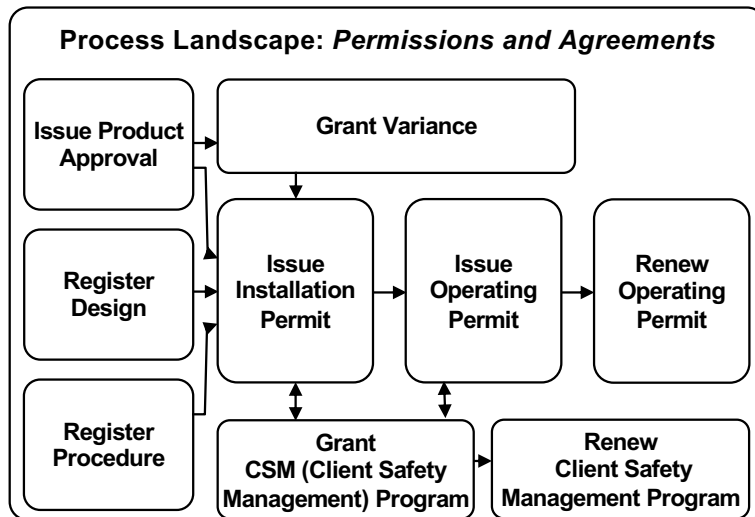 Process Landscape: Permissions and Agreements
Issue Product
Approval
Grant Variance
Register
Design
Issue
Installation
Permit
Issue
Operating
Permit
Renew
Operating
Permit
Register
Procedure
Grant
CSM (Client Safety
Management) Program
Renew
Client Safety
Management Program